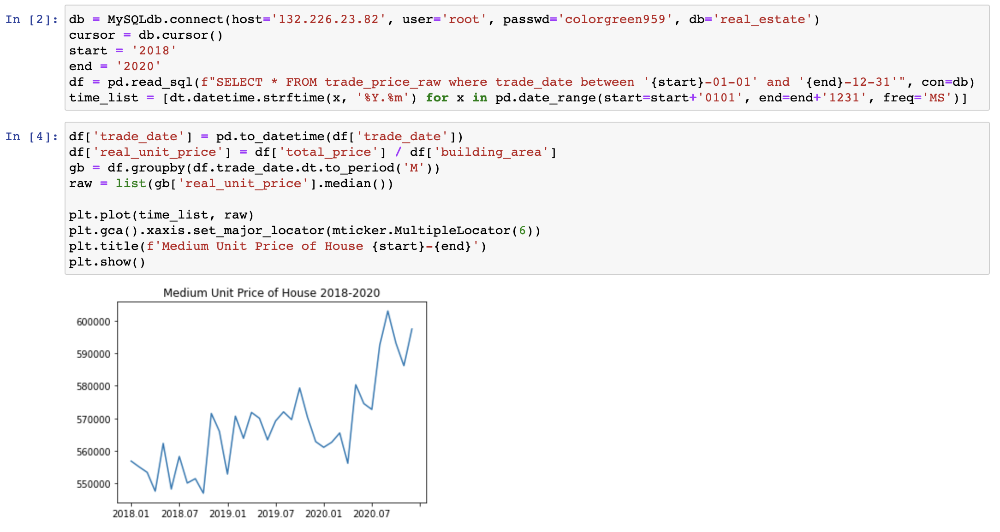 In [2]:
db = MySQLdb.connect(host='132.226.23.82', user='root', passwd='colorgreen959', db='real_estate')
cursor = db.cursor()
start = '2018'
end = '2020'
df = pd.read_sql(f"SELECT * FROM trade_price_raw where trade_date between '{start}-01-01' and '{end}-12-31'", con=db)
time_list = [dt.datetime.strftime(x, '%Y.%m') for x in pd.date_range(start=start+'0101', end=end+'1231', freq='MS')]
In [4]:
df['trade_date'] = pd.to_datetime(df['trade_date'])
df['real_unit_price'] = df['total_price'] / df['building_area']
gb = df.groupby(df.trade_date.dt.to_period('M'))
raw = list(gb['real_unit_price'].median())
plt.plot(time_list, raw)
plt.gca().xaxis.set_major_locator(mticker.MultipleLocator(6))
plt.title(f'Medium Unit Price of House {start}-{end}')
plt.show()
Medium Unit Price of House 2018-2020
600000
590000
580000
570000
560000
550000
2018.01 2018.07 2019.01 2019.07 2020.01 2020.07